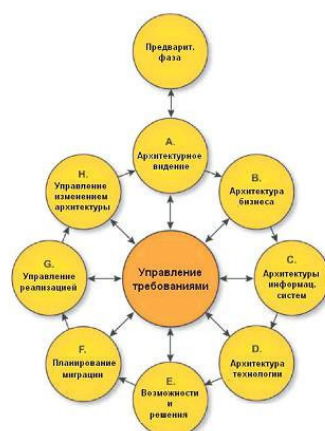 Предварит.
фаза
A.
Архитектурное
видение
B.
Архитектура
бизнеса
C.
Архитектуры
информац.
систем
D.
Архитектура
технологии
E.
Возможности
и
решения
F.
Планирование
миграции
G.
Управление
реализацией
H.
Управление
изменением
архитектуры
Управление
требованиями